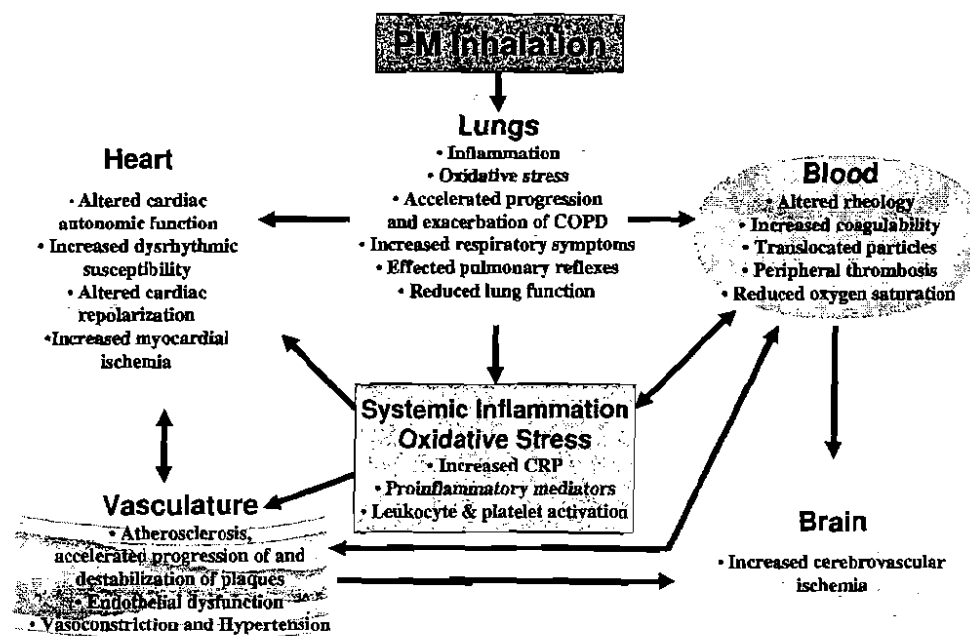 PM Inhalation
Lungs
• Inflammation
• Oxidative stress
• Accelerated progression
and exacerbation of COPD
• Increased respiratory symptoms
• Effected pulmonary reflexes
• Reduced lung function
Heart
• Altered cardiac
autonomic function
• Increased dysrhythmic
susceptibility
• Altered cardiac
repolarization
•Increased myocardial
ischemia
Blood
• Altered rheology
• Increased coagulability
• Translocated particles
• Peripheral thrombosis
• Reduced oxygen saturation
Systemic Inflammation
Oxidative Stress
• Increased CRP
• Proinflammatory mediators
• Leukocyte & platelet activation
Vasculature
• Atherosclerosis,
accelerated progression of and
destabilization of plaques
• Endothelial dysfunction
• Vasoconstriction and Hypertension
Brain
• Increased cerebrovascular
ischemia